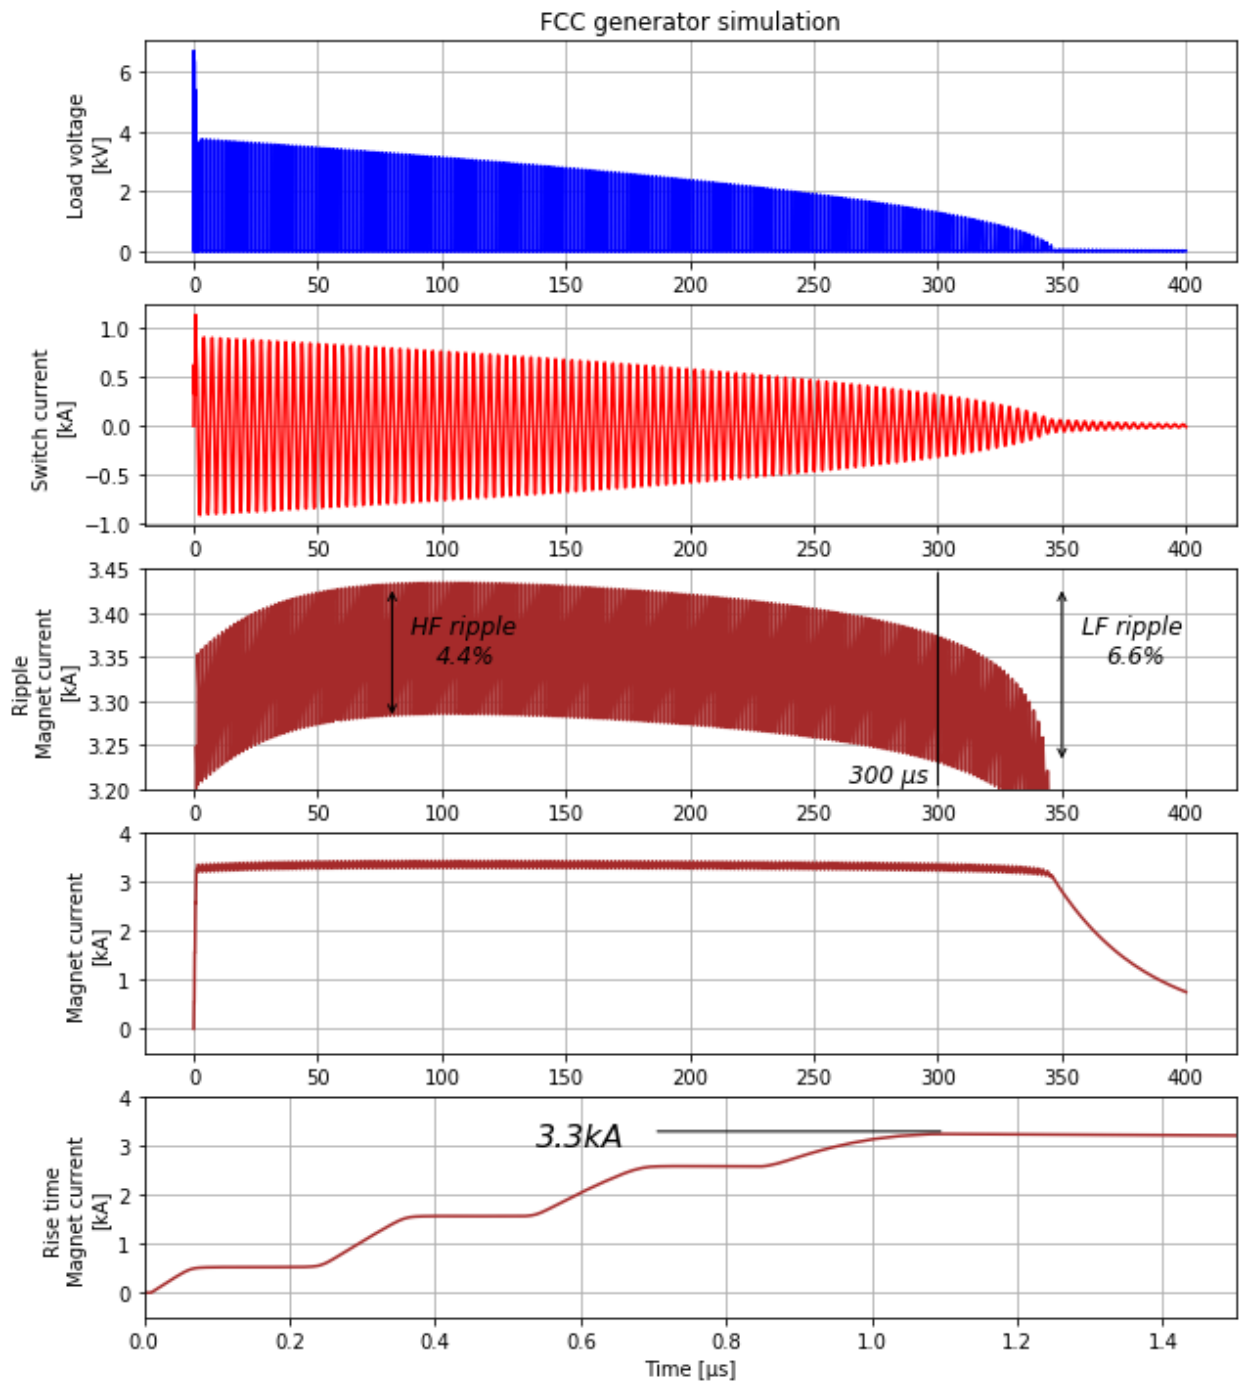 FCC generator simulation
Load voltage
[kV]
6
4
2
0
0 50 100 150 200 250 300 350 400
Switch current
[kA]
1.0
0.5
0.0
−0.5
−1.0
0 50 100 150 200 250 300 350 400
Ripple
Magnet current
[kA]
3.45
3.40
3.35
3.30
3.25
3.20
HF ripple
4.4%
LF ripple
6.6%
300 µs
0 50 100 150 200 250 300 350 400
Magnet current
[kA]
4
3
2
1
0
0 50 100 150 200 250 300 350 400
Rise time
Magnet current
[kA]
4
3
2
1
0
3.3kA
0.0 0.2 0.4 0.6 0.8 1.0 1.2 1.4
Time [µs]